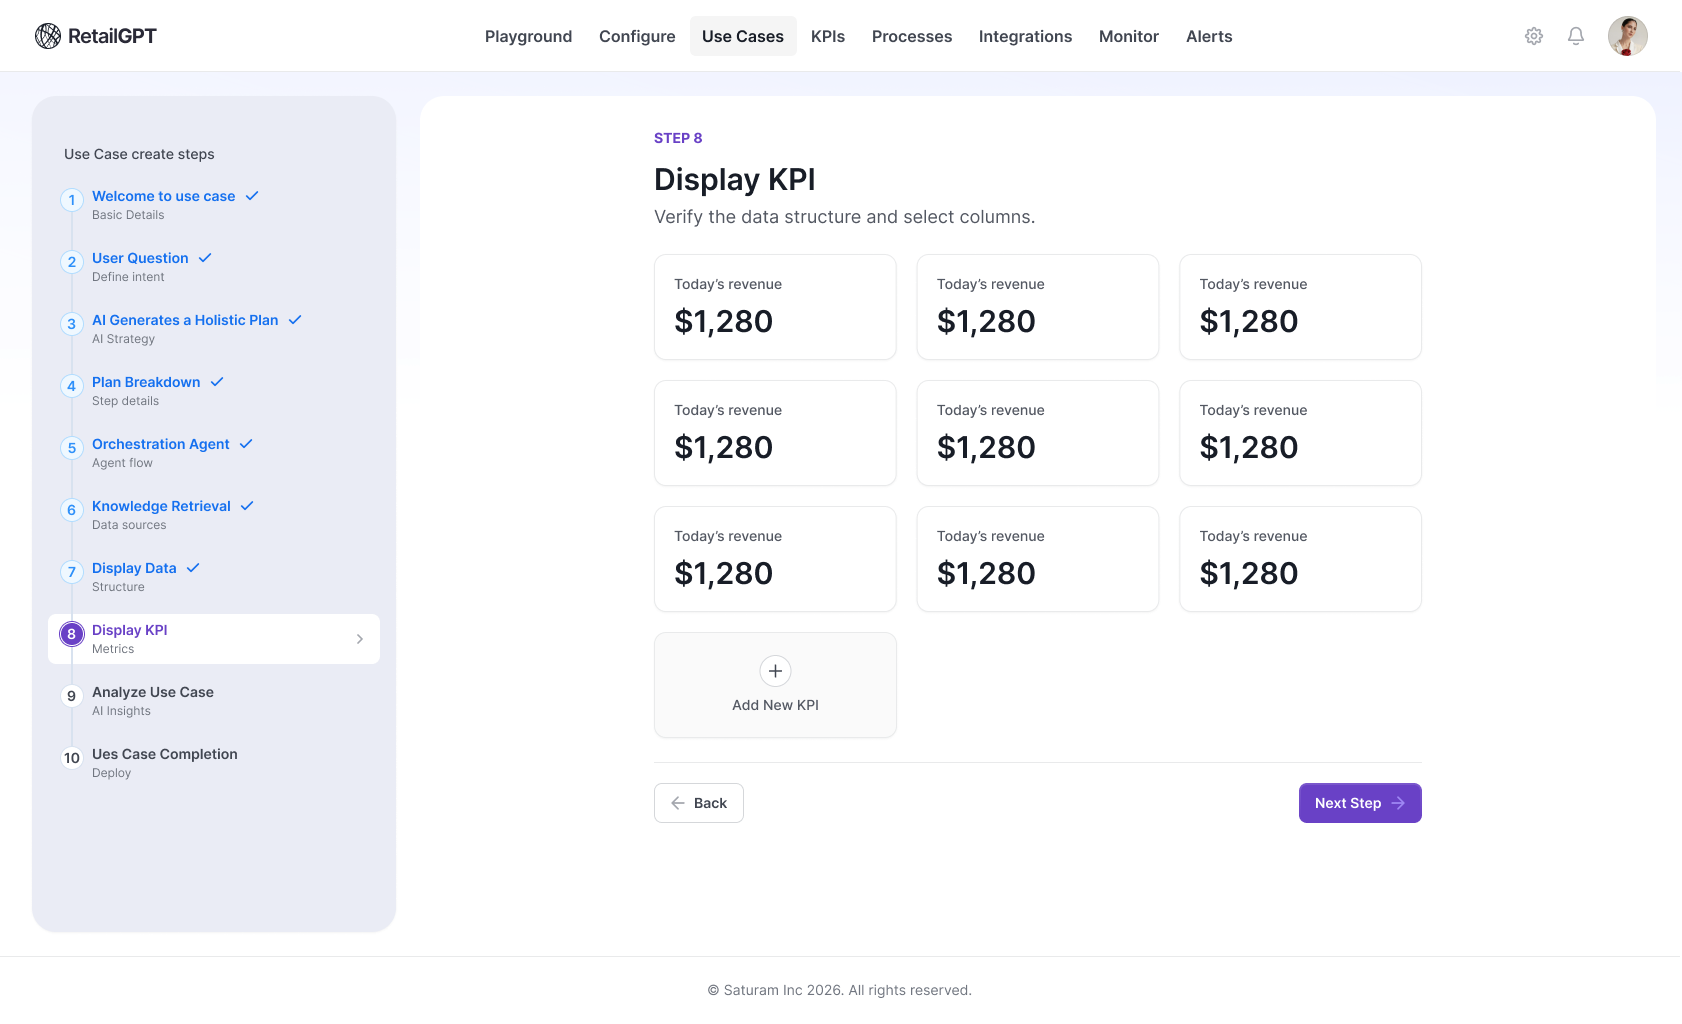 RetailGPT
Playground Configure Use Cases KPIs Processes Integrations Monitor Alerts
Use Case create steps
1 Welcome to use case
Basic Details
2 User Question
Define intent
3 AI Generates a Holistic Plan
AI Strategy
4 Plan Breakdown
Step details
5 Orchestration Agent
Agent flow
6 Knowledge Retrieval
Data sources
7 Display Data
Structure
8 Display KPI
Metrics
9 Analyze Use Case
AI Insights
10 Ues Case Completion
Deploy
STEP 8
Display KPI
Verify the data structure and select columns.
Today’s revenue Today’s revenue Today’s revenue
$1,280 $1,280 $1,280
Today’s revenue Today’s revenue Today’s revenue
$1,280 $1,280 $1,280
Today’s revenue Today’s revenue Today’s revenue
$1,280 $1,280 $1,280
Add New KPI
Back Next Step
© Saturam Inc 2026. All rights reserved.